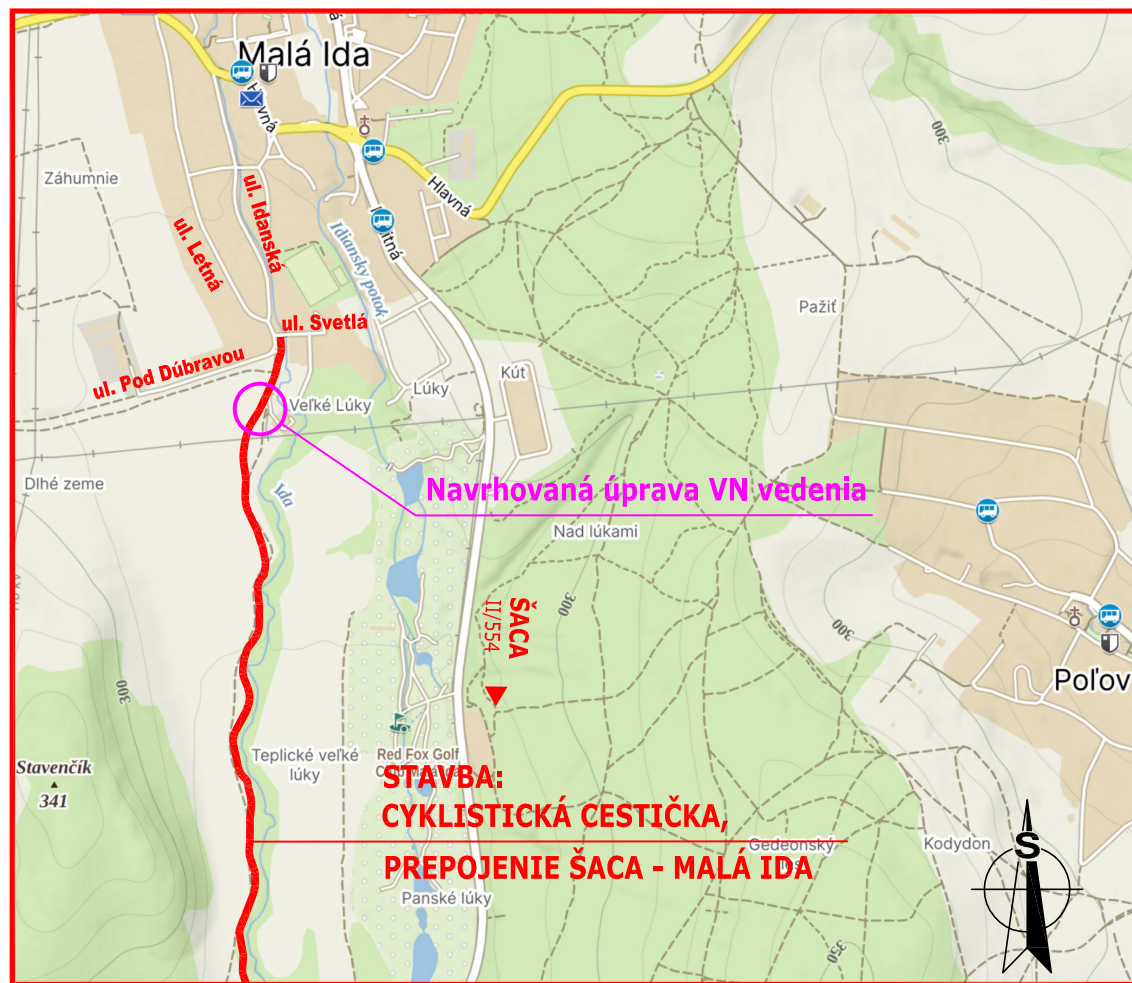 Malá Ida
Hlavná
Záhumnie
Hlavná
ul. Idanská
ul. Letná
Idiansky potok
Pažiť
ul. Svetlá
ul. Pod Dúbravou
Kút
Lúky
Veľké Lúky
Dlhé zeme
Ida
Navrhovaná úprava VN vedenia
Nad lúkami
300
300
300
300
ŠACA
II/554
Poľov
Teplické veľké
lúky
Red Fox Golf
Stavenčík
341
STAVBA:
CYKLISTICKÁ CESTIČKA,
Gedeonský
Kodydon
S
PREPOJENIE ŠACA - MALÁ IDA
Panské lúky
350